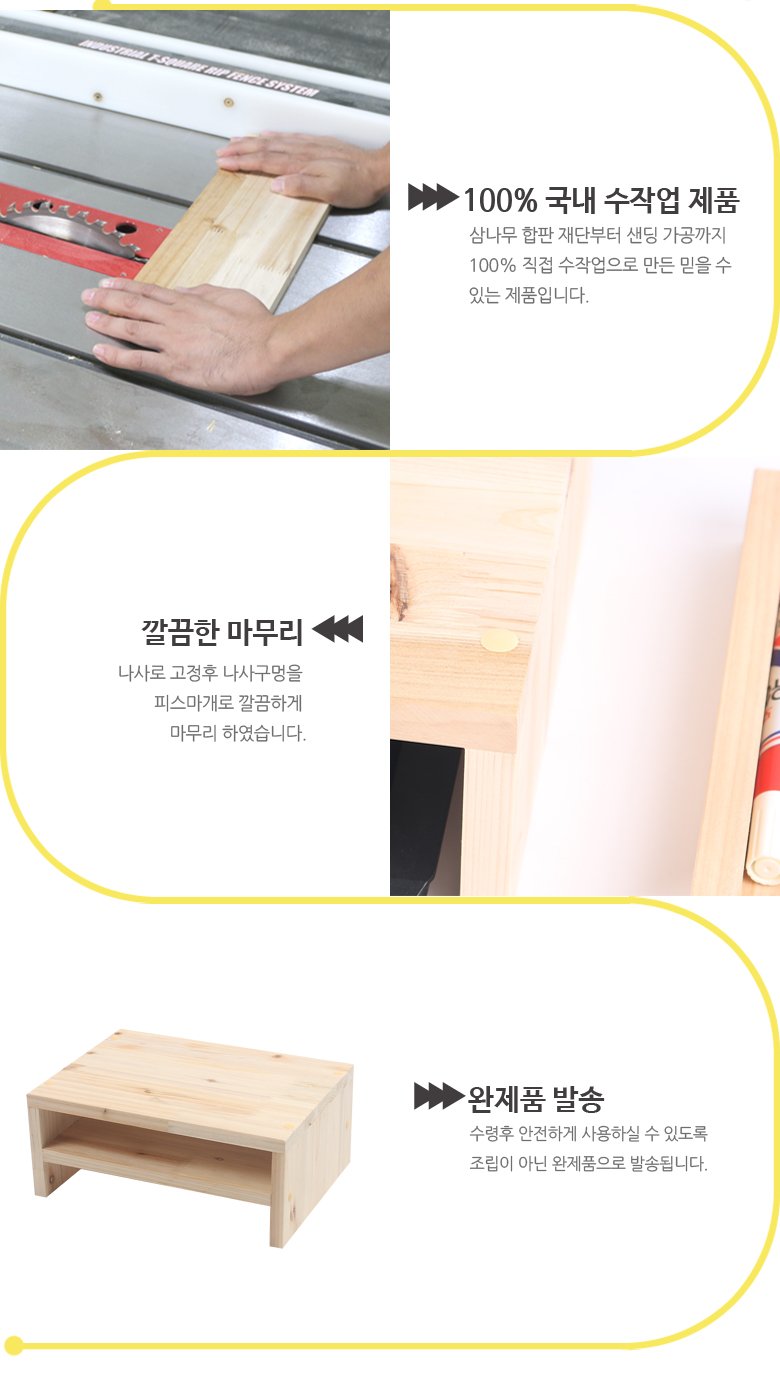 INDUSTRIAL T-SQUARE RIP FENCE SYSTEM
100% 국내 수작업 제품
삼나무 합판 재단부터 샌딩 가공까지
100% 직접 수작업으로 만든 믿을 수
있는 제품입니다.
깔끔한 마무리
나사로 고정후 나사구멍을
피스마개로 깔끔하게
마무리 하였습니다.
완제품 발송
수령후 안전하게 사용하실 수 있도록
조립이 아닌 완제품으로 발송됩니다.